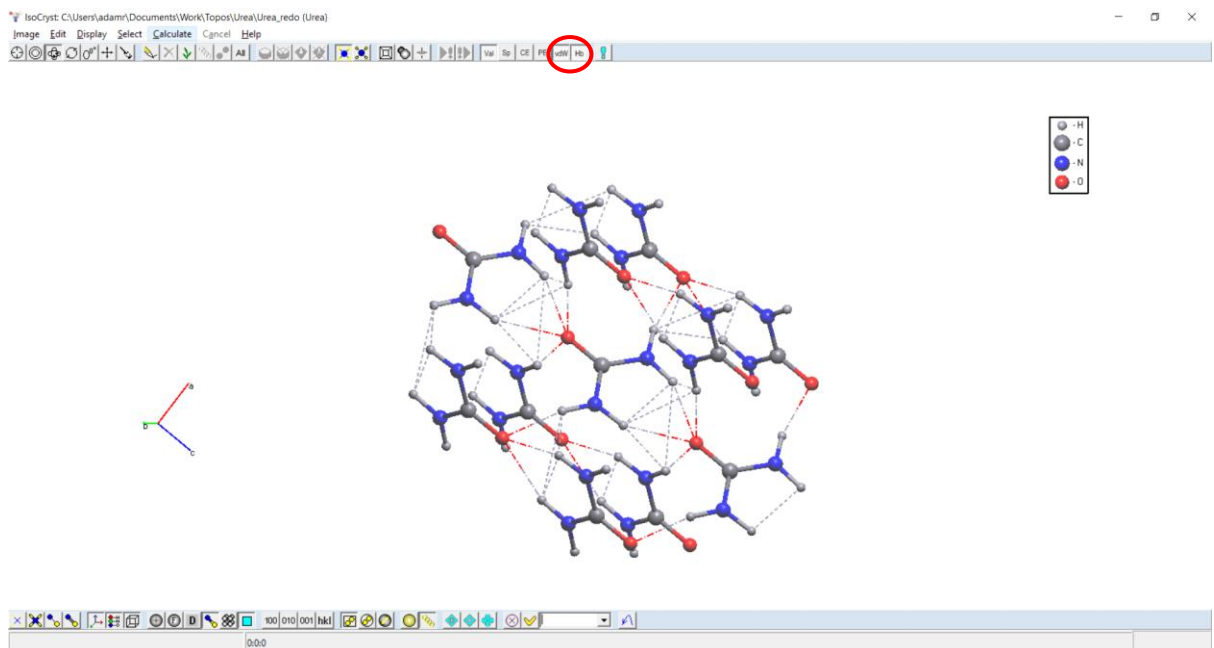 IsoCryst: C:\Users\adamr\Documents\Work\Topos\Urea\Urea_redo (Urea)
Image Edit Display Select Calculate Cancel Help
All Val Sp CE PE vdW Hb
- H
- C
- N
- O
a
b
c
D 100 010 001 hkl
0:0:0